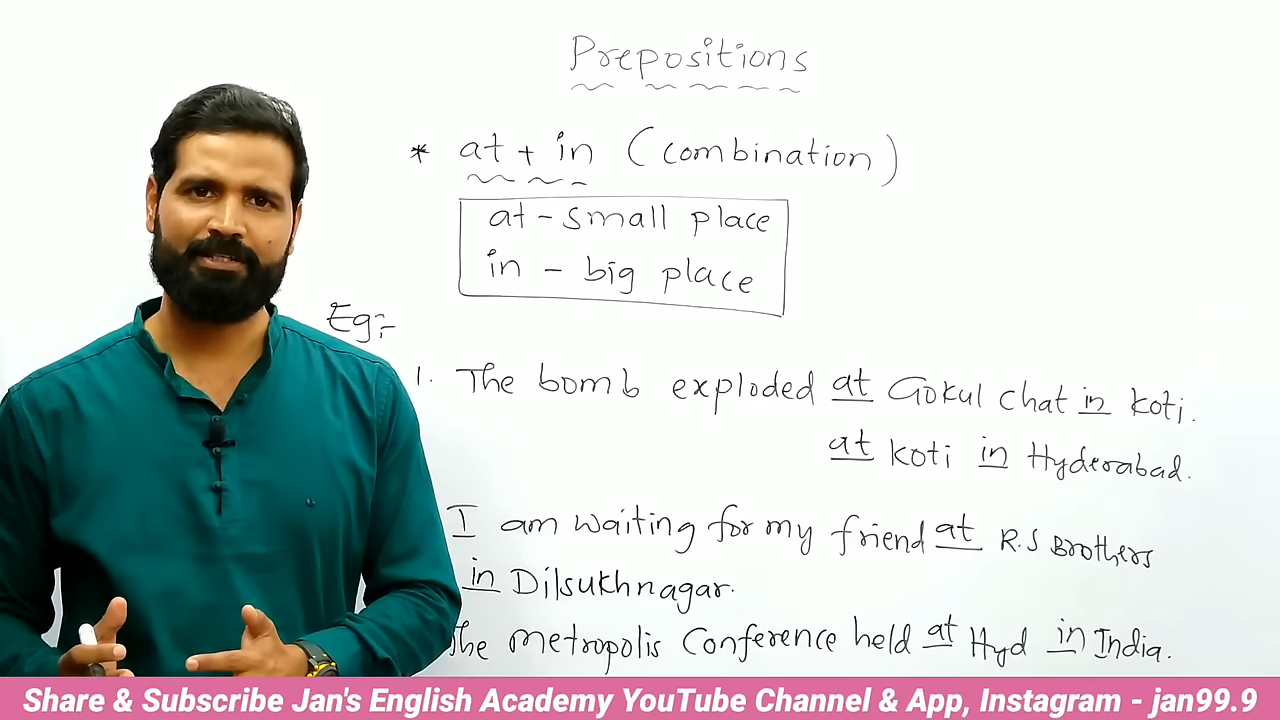 Prepositions
* at + in (combination)
at - small place
in - big place
Eg:-
1. The bomb exploded at Gokul chat in koti.
at koti in Hyderabad.
I am waiting for my friend at R.S Brothers
in Dilsukhnagar.
The metropolis Conference held at Hyd in India.
Share & Subscribe Jan's English Academy YouTube Channel & App, Instagram - jan99.9